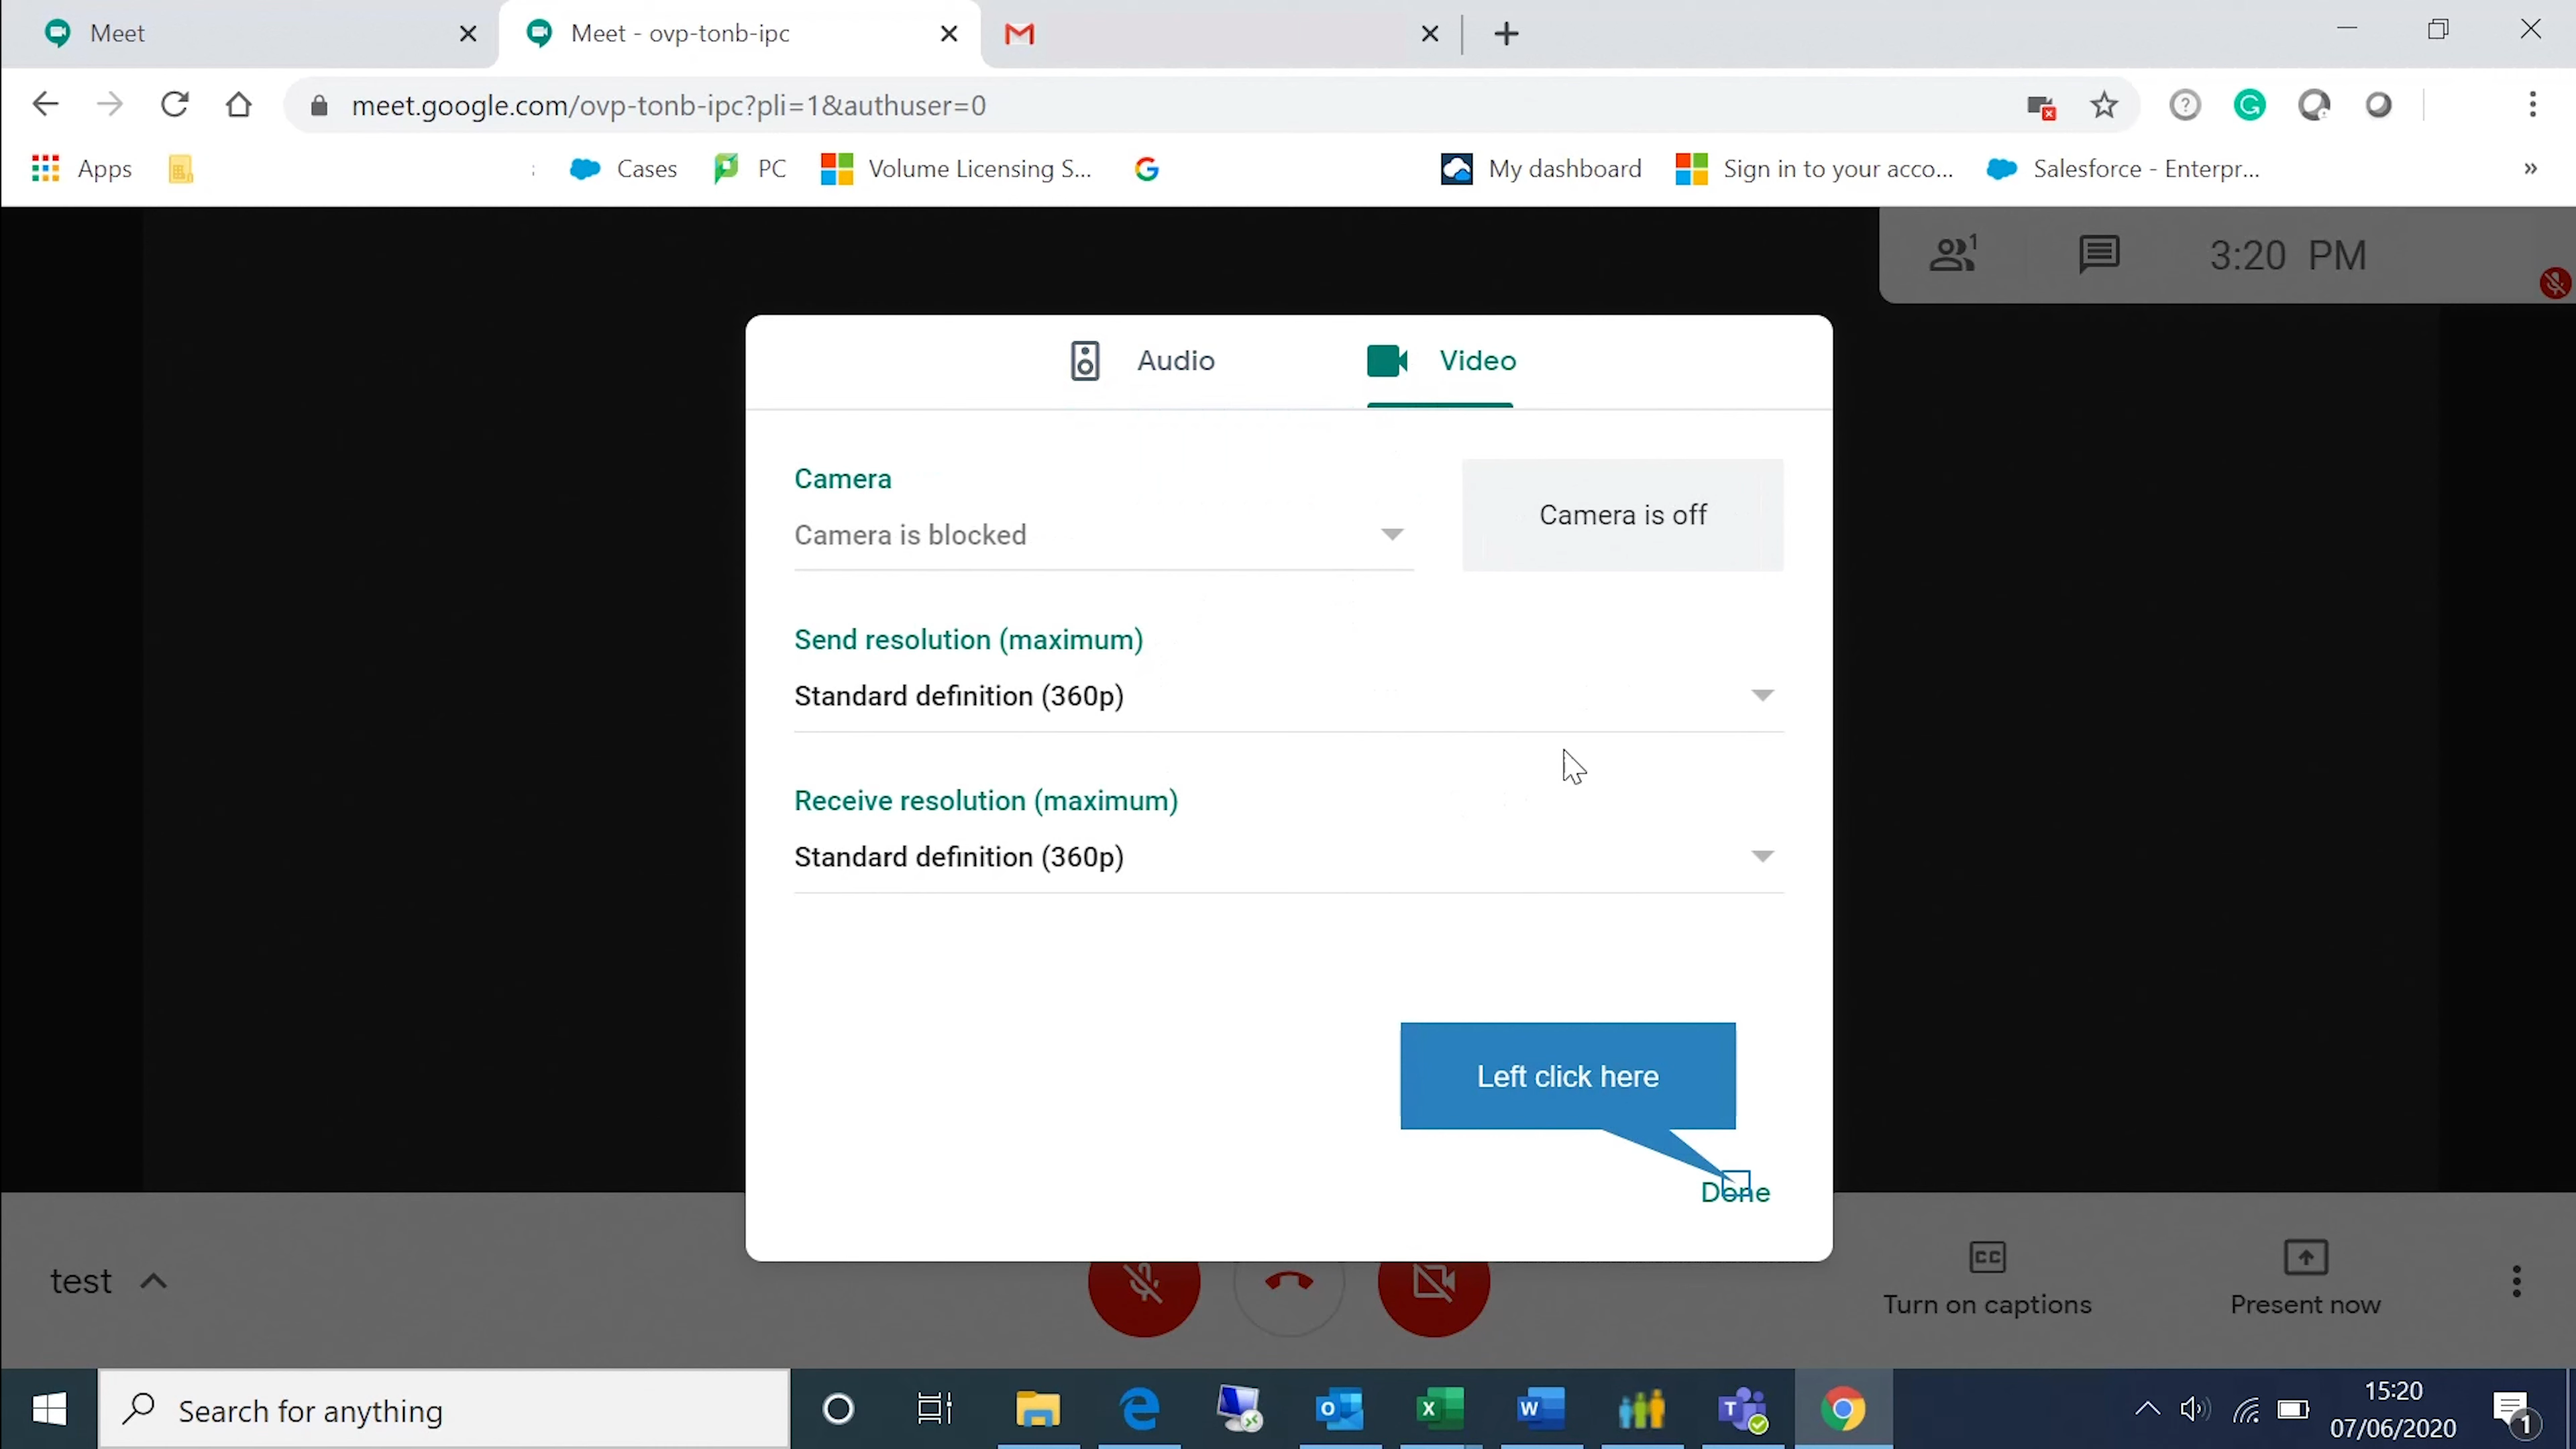 Meet
Meet - ovp-tonb-ipc
meet.google.com/ovp-tonb-ipc?pli=1&authuser=0
Apps
Cases
PC
Volume Licensing S...
My dashboard
Sign in to your acco...
Salesforce - Enterpr...
1
3:20 PM
Audio
Video
Camera
Camera is blocked
Camera is off
Send resolution (maximum)
Standard definition (360p)
Receive resolution (maximum)
Standard definition (360p)
Left click here
Done
test
CC
Turn on captions
Present now
Search for anything
15:20
07/06/2020
1